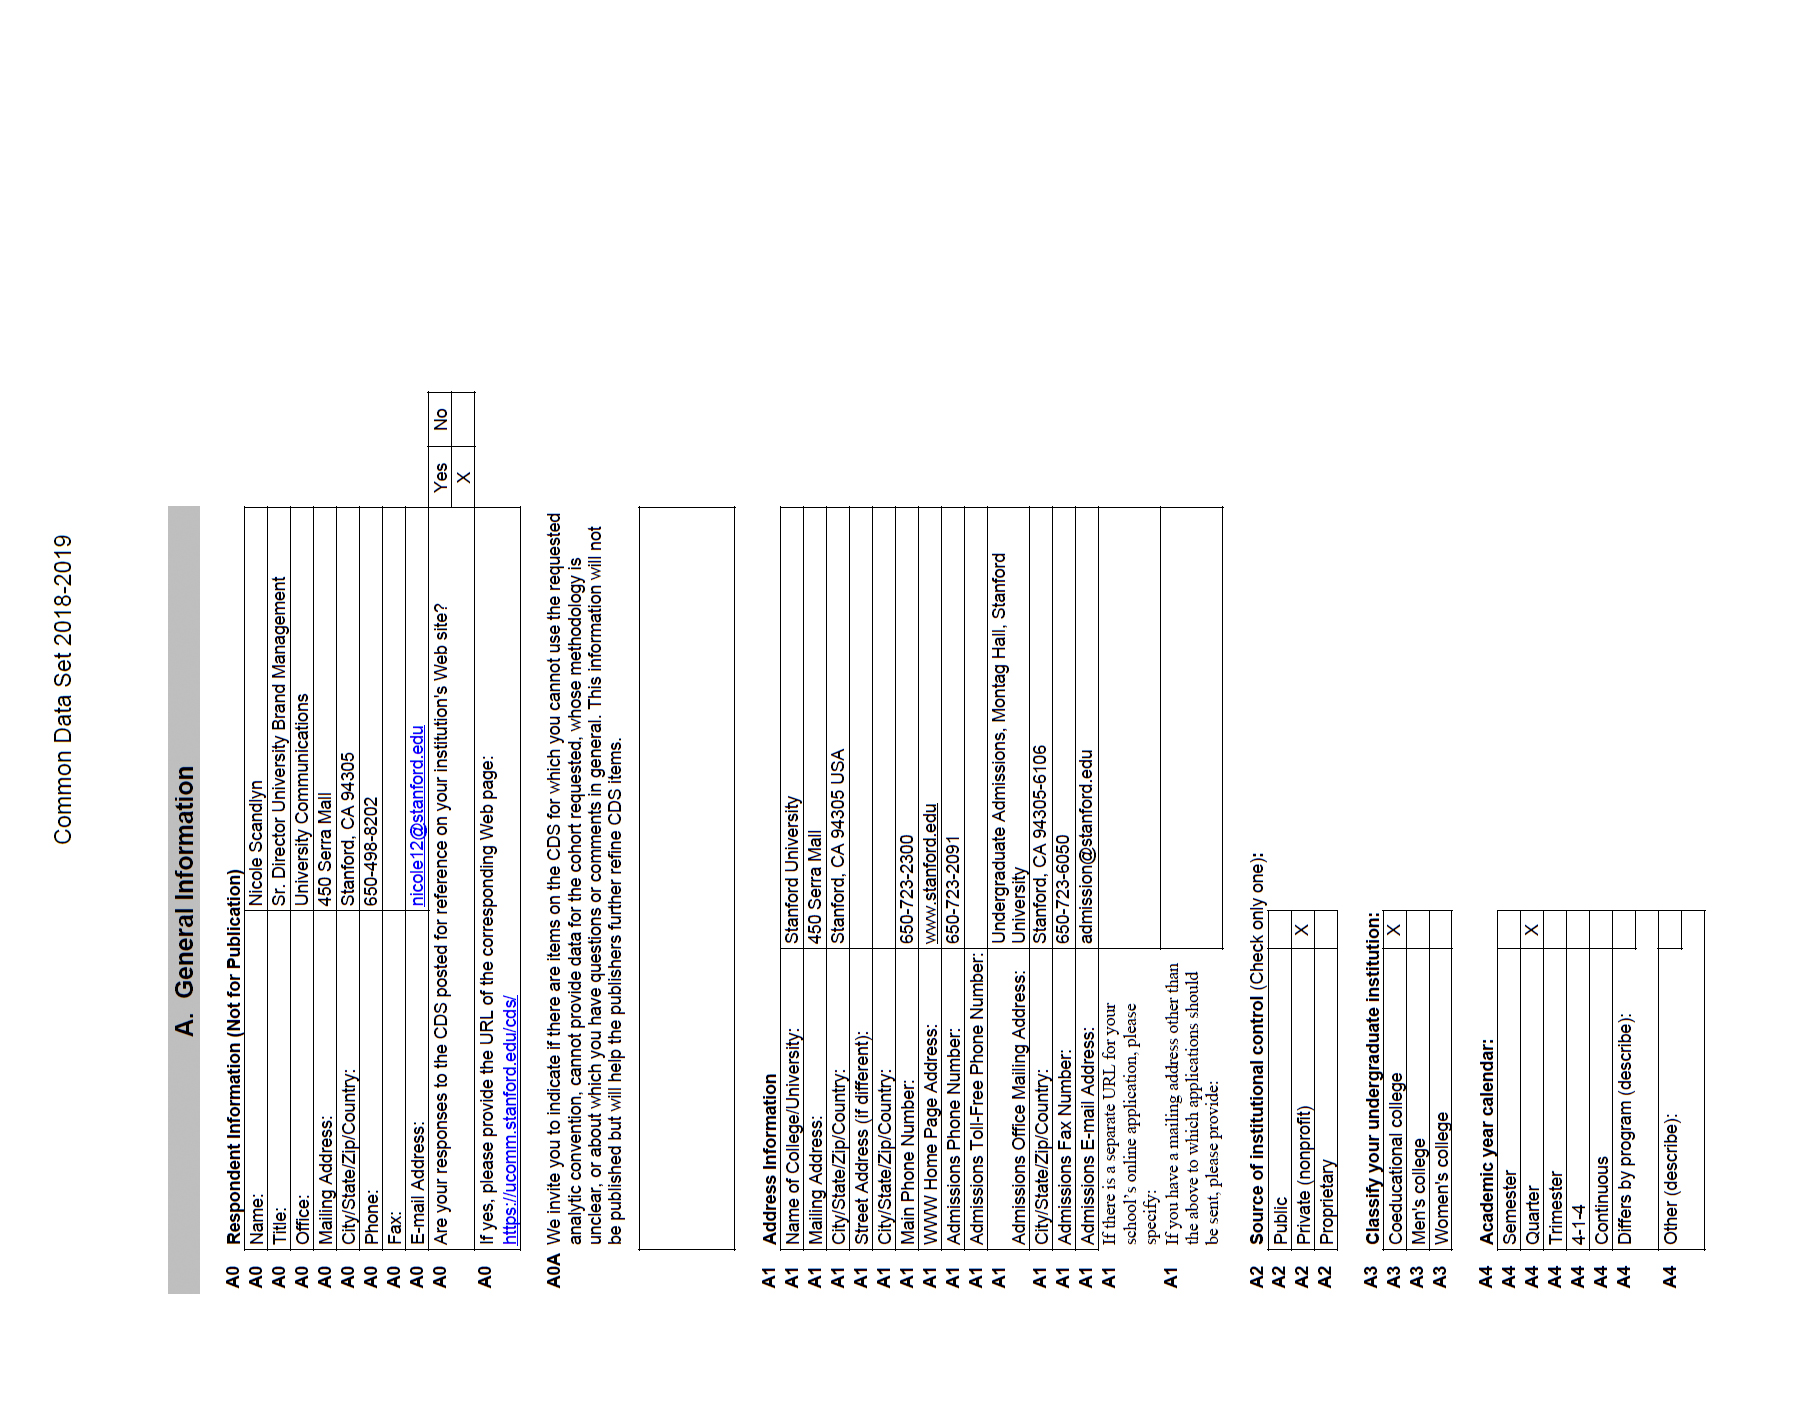 Common Data Set 2018-2019
A. General Information
A0 Respondent Information (Not for Publication)
A0 Name: Nicole Scandlyn
A0 Title: Sr. Director University Brand Management
A0 Office: University Communications
A0 Mailing Address: 450 Serra Mall
A0 City/State/Zip/Country: Stanford, CA 94305
A0 Phone: 650-498-8202
A0 Fax:
A0 E-mail Address: nicole12@stanford.edu
A0 Are your responses to the CDS posted for reference on your institution's Web site? Yes No
X
A0 If yes, please provide the URL of the corresponding Web page:
https://ucomm.stanford.edu/cds/
A0A We invite you to indicate if there are items on the CDS for which you cannot use the requested
analytic convention, cannot provide data for the cohort requested, whose methodology is
unclear, or about which you have questions or comments in general. This information will not
be published but will help the publishers further refine CDS items.
A1 Address Information
A1 Name of College/University: Stanford University
A1 Mailing Address: 450 Serra Mall
A1 City/State/Zip/Country: Stanford, CA 94305 USA
A1 Street Address (if different):
A1 City/State/Zip/Country:
A1 Main Phone Number: 650-723-2300
A1 WWW Home Page Address: www.stanford.edu
A1 Admissions Phone Number: 650-723-2091
A1 Admissions Toll-Free Phone Number:
A1 Admissions Office Mailing Address: Undergraduate Admissions, Montag Hall, Stanford
University
A1 City/State/Zip/Country: Stanford, CA 94305-6106
A1 Admissions Fax Number: 650-723-6050
A1 Admissions E-mail Address: admission@stanford.edu
A1 If there is a separate URL for your
school's online application, please
specify:
A1 If you have a mailing address other than
the above to which applications should
be sent, please provide:
A2 Source of institutional control (Check only one):
A2 Public
A2 Private (nonprofit) X
A2 Proprietary
A3 Classify your undergraduate institution:
A3 Coeducational college X
A3 Men's college
A3 Women's college
A4 Academic year calendar:
A4 Semester
A4 Quarter X
A4 Trimester
A4 4-1-4
A4 Continuous
A4 Differs by program (describe):
A4 Other (describe):